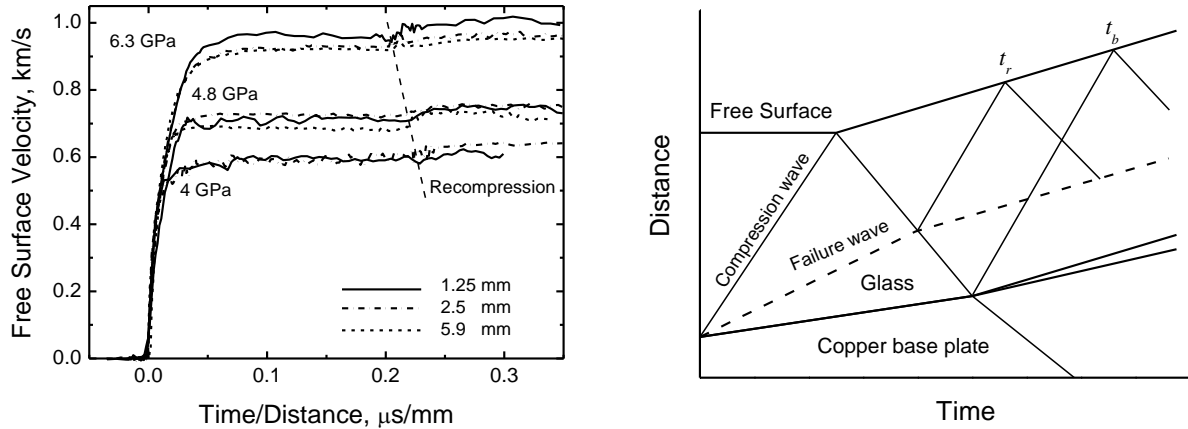 Free Surface Velocity, km/s
1.0
0.8
0.6
0.4
0.2
0.0
6.3 GPa
4.8 GPa
4 GPa
Recompression
1.25 mm
2.5 mm
5.9 mm
0.0 0.1 0.2 0.3
Time/Distance, μs/mm
Distance
Free Surface
Compression wave
Failure wave
Glass
Copper base plate
t_r
t_b
Time